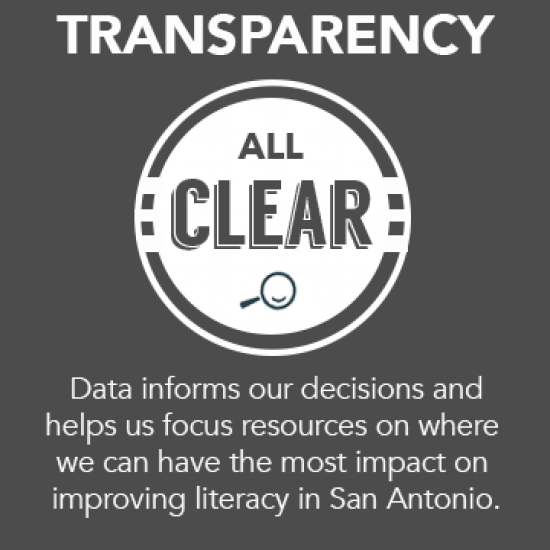 TRANSPARENCY
ALL
CLEAR
Data informs our decisions and
helps us focus resources on where
we can have the most impact on
improving literacy in San Antonio.